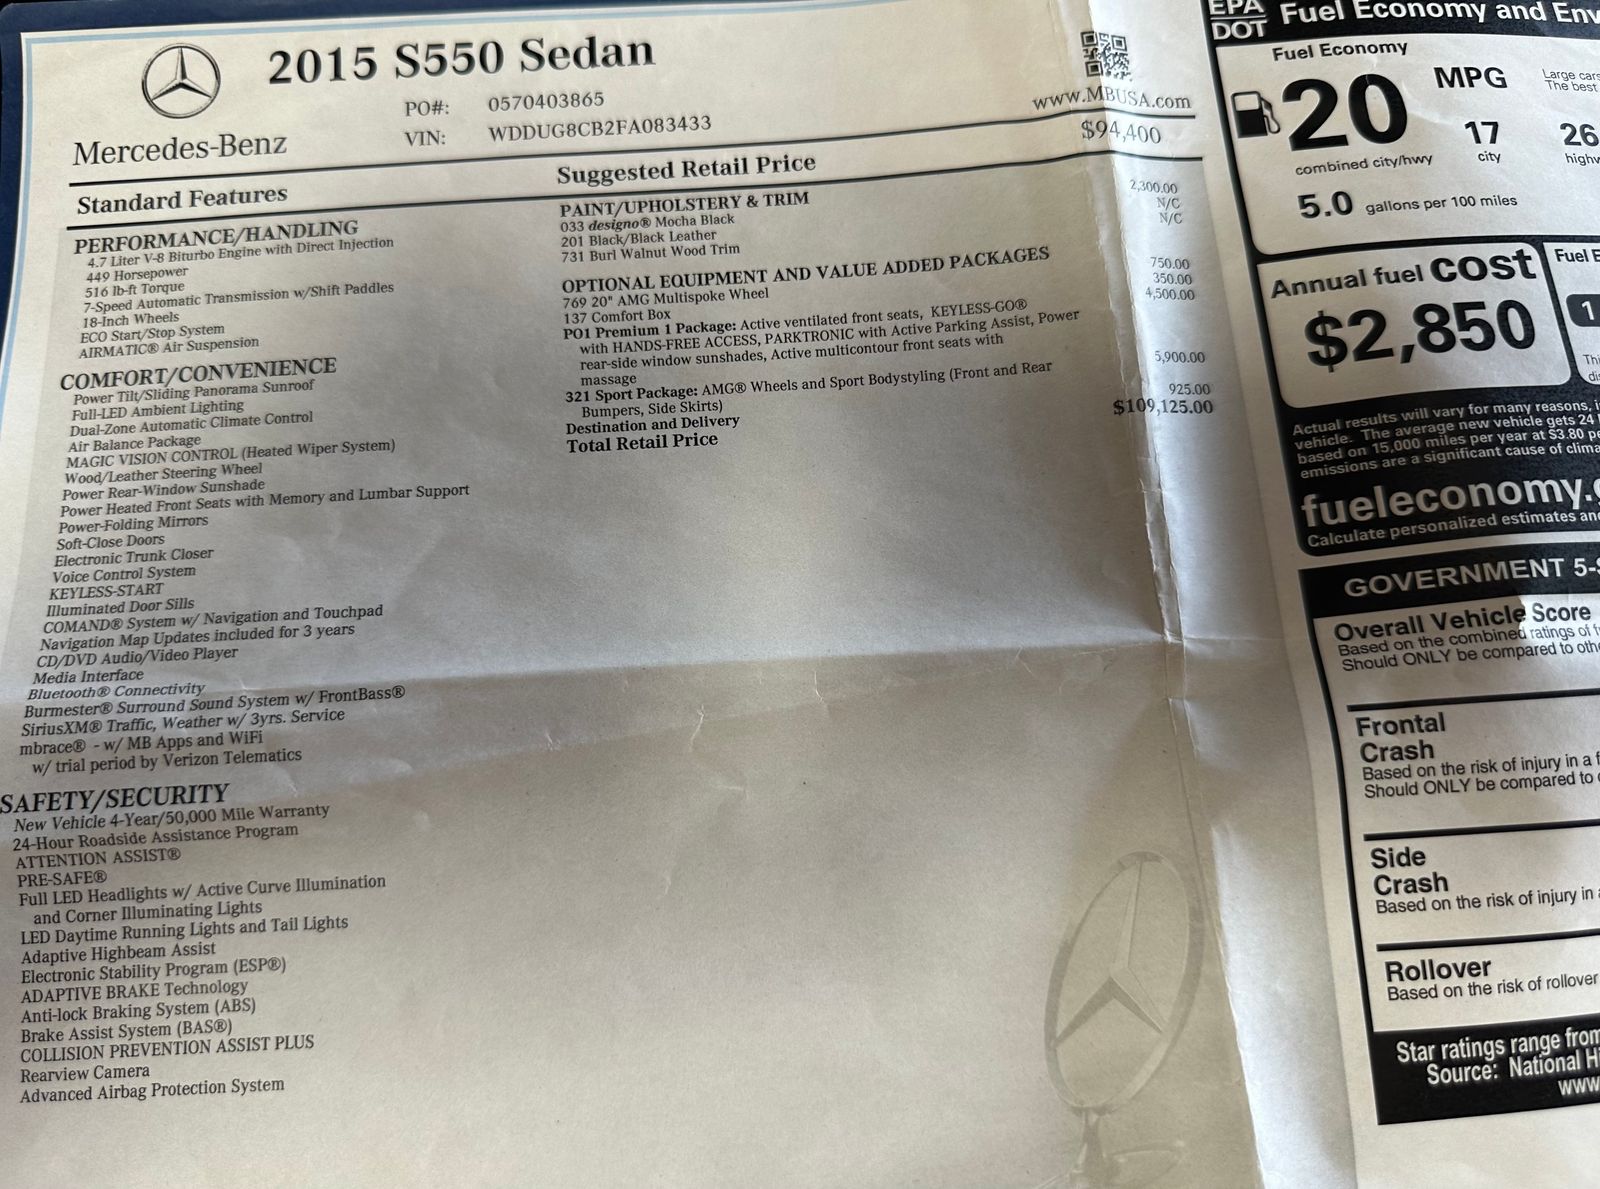 2015 S550 Sedan
PO#: 0570403865
VIN: WDDUG8CB2FA083433
Mercedes-Benz
www.MBUSA.com
Standard Features
Suggested Retail Price $94,400
PERFORMANCE/HANDLING
4.7 Liter V-8 Biturbo Engine with Direct Injection
449 Horsepower
516 lb-ft Torque
7-Speed Automatic Transmission w/Shift Paddles
18-Inch Wheels
ECO Start/Stop System
AIRMATIC® Air Suspension
COMFORT/CONVENIENCE
Power Tilt/Sliding Panorama Sunroof
Full-LED Ambient Lighting
Dual-Zone Automatic Climate Control
Air Balance Package
MAGIC VISION CONTROL (Heated Wiper System)
Wood/Leather Steering Wheel
Power Rear-Window Sunshade
Power Heated Front Seats with Memory and Lumbar Support
Power-Folding Mirrors
Soft-Close Doors
Electronic Trunk Closer
Voice Control System
KEYLESS-START
Illuminated Door Sills
COMAND® System w/ Navigation and Touchpad
Navigation Map Updates included for 3 years
CD/DVD Audio/Video Player
Media Interface
Bluetooth® Connectivity
Burmester® Surround Sound System w/ FrontBass®
SiriusXM® Traffic, Weather w/ 3yrs. Service
mbrace® - w/ MB Apps and WiFi
w/ trial period by Verizon Telematics
SAFETY/SECURITY
New Vehicle 4-Year/50,000 Mile Warranty
24-Hour Roadside Assistance Program
ATTENTION ASSIST®
PRE-SAFE®
Full LED Headlights w/ Active Curve Illumination
and Corner Illuminating Lights
LED Daytime Running Lights and Tail Lights
Adaptive Highbeam Assist
Electronic Stability Program (ESP®)
ADAPTIVE BRAKE Technology
Anti-lock Braking System (ABS)
Brake Assist System (BAS®)
COLLISION PREVENTION ASSIST PLUS
Rearview Camera
Advanced Airbag Protection System
PAINT/UPHOLSTERY & TRIM
033 designo® Mocha Black 2,300.00
201 Black/Black Leather N/C
731 Burl Walnut Wood Trim N/C
OPTIONAL EQUIPMENT AND VALUE ADDED PACKAGES
769 20" AMG Multispoke Wheel 750.00
137 Comfort Box 350.00
PO1 Premium 1 Package: Active ventilated front seats, KEYLESS-GO® 4,500.00
with HANDS-FREE ACCESS, PARKTRONIC with Active Parking Assist, Power
rear-side window sunshades, Active multicontour front seats with
massage
321 Sport Package: AMG® Wheels and Sport Bodystyling (Front and Rear 5,900.00
Bumpers, Side Skirts)
Destination and Delivery 925.00
Total Retail Price $109,125.00
EPA
DOT
Fuel Economy and Env
Fuel Economy
20 MPG
combined city/hwy
17
city
26
highw
Large cars
The best
5.0 gallons per 100 miles
Annual fuel cost
$2,850
Fuel E
1
Thi
dis
Actual results will vary for many reasons, i
vehicle. The average new vehicle gets 24
based on 15,000 miles per year at $3.80 pe
emissions are a significant cause of clima
fueleconomy.
Calculate personalized estimates an
GOVERNMENT 5-S
Overall Vehicle Score
Based on the combined ratings of f
Should ONLY be compared to othe
Frontal
Crash
Based on the risk of injury in a f
Should ONLY be compared to
Side
Crash
Based on the risk of injury in
Rollover
Based on the risk of rollover
Star ratings range from
Source: National Hi
www